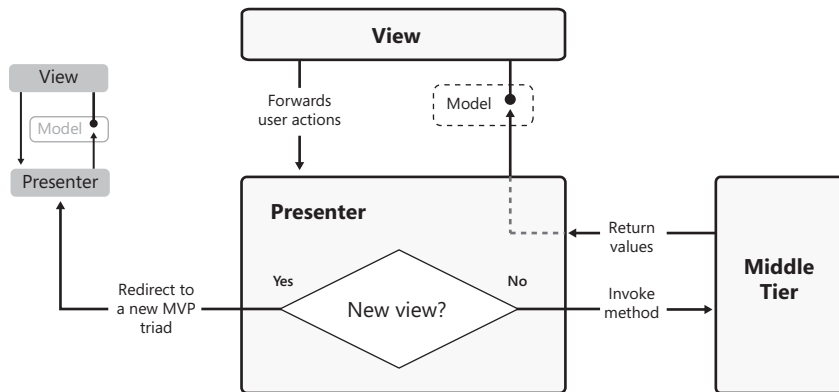 View
Model
Presenter
View
Forwards
user actions
Model
Presenter
Return
values
Middle
Tier
Redirect to
a new MVP
triad
Yes
New view?
No
Invoke
method